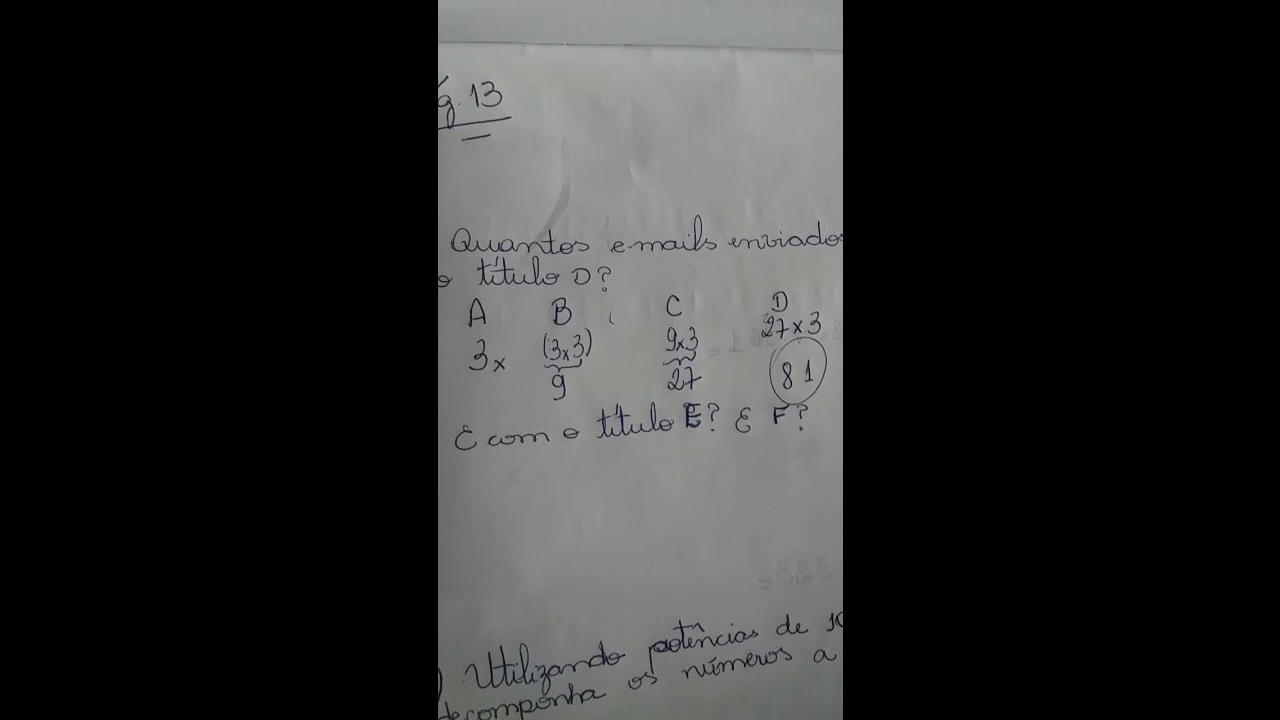 g. 13
Quantos e-mails enviados
o título D?
A B C D
3x (3x3) 9x3 27x3
9 27 81
E com o título E? E F?
Utilizando potências de 10
decomponha os números a